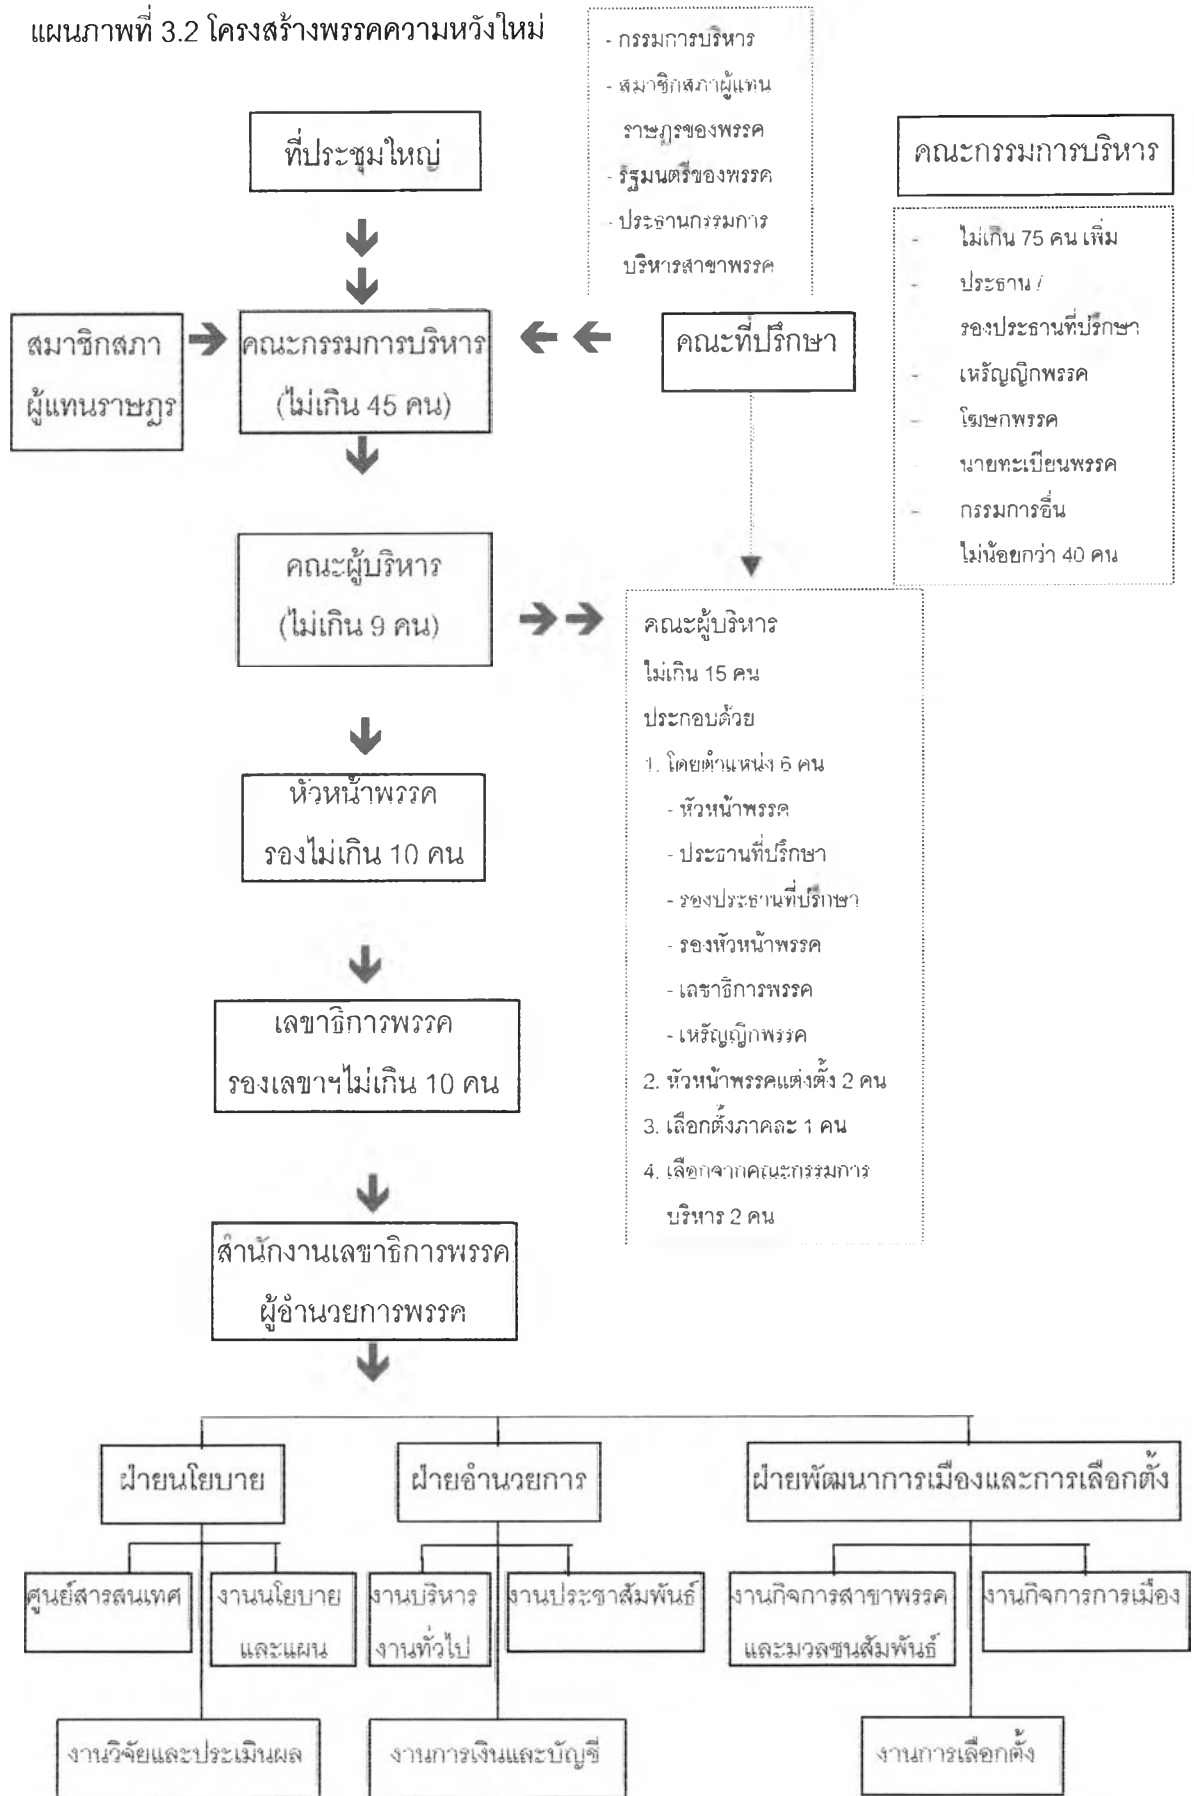 แผนภาพที่ 3.2 โครงสร้างพรรคความหวังใหม่
- กรรมการบริหาร
- สมาชิกสภาผู้แทน
ราษฎรของพรรค
- รัฐมนตรีของพรรค
- ประธานกรรมการ
บริหารสาขาพรรค
ที่ประชุมใหญ่
คณะกรรมการบริหาร
- ไม่เกิน 75 คน เพิ่ม
- ประธาน /
รองประธานที่ปรึกษา
- เหรัญญิกพรรค
- โฆษกพรรค
- นายทะเบียนพรรค
- กรรมการอื่น
ไม่น้อยกว่า 40 คน
สมาชิกสภา
ผู้แทนราษฎร
คณะกรรมการบริหาร
(ไม่เกิน 45 คน)
คณะที่ปรึกษา
คณะผู้บริหาร
(ไม่เกิน 9 คน)
คณะผู้บริหาร
ไม่เกิน 15 คน
ประกอบด้วย
1. โดยตำแหน่ง 6 คน
- หัวหน้าพรรค
- ประธานที่ปรึกษา
- รองประธานที่ปรึกษา
- รองหัวหน้าพรรค
- เลขาธิการพรรค
- เหรัญญิกพรรค
2. หัวหน้าพรรคแต่งตั้ง 2 คน
3. เลือกตั้งภาคละ 1 คน
4. เลือกจากคณะกรรมการ
บริหาร 2 คน
หัวหน้าพรรค
รองไม่เกิน 10 คน
เลขาธิการพรรค
รองเลขาฯไม่เกิน 10 คน
สำนักงานเลขาธิการพรรค
ผู้อำนวยการพรรค
ฝ่ายนโยบาย
ฝ่ายอำนวยการ
ฝ่ายพัฒนาการเมืองและการเลือกตั้ง
ศูนย์สารสนเทศ
งานนโยบาย
และแผน
งานบริหาร
งานทั่วไป
งานประชาสัมพันธ์
งานกิจการสาขาพรรค
และมวลชนสัมพันธ์
งานกิจการการเมือง
งานวิจัยและประเมินผล
งานการเงินและบัญชี
งานการเลือกตั้ง